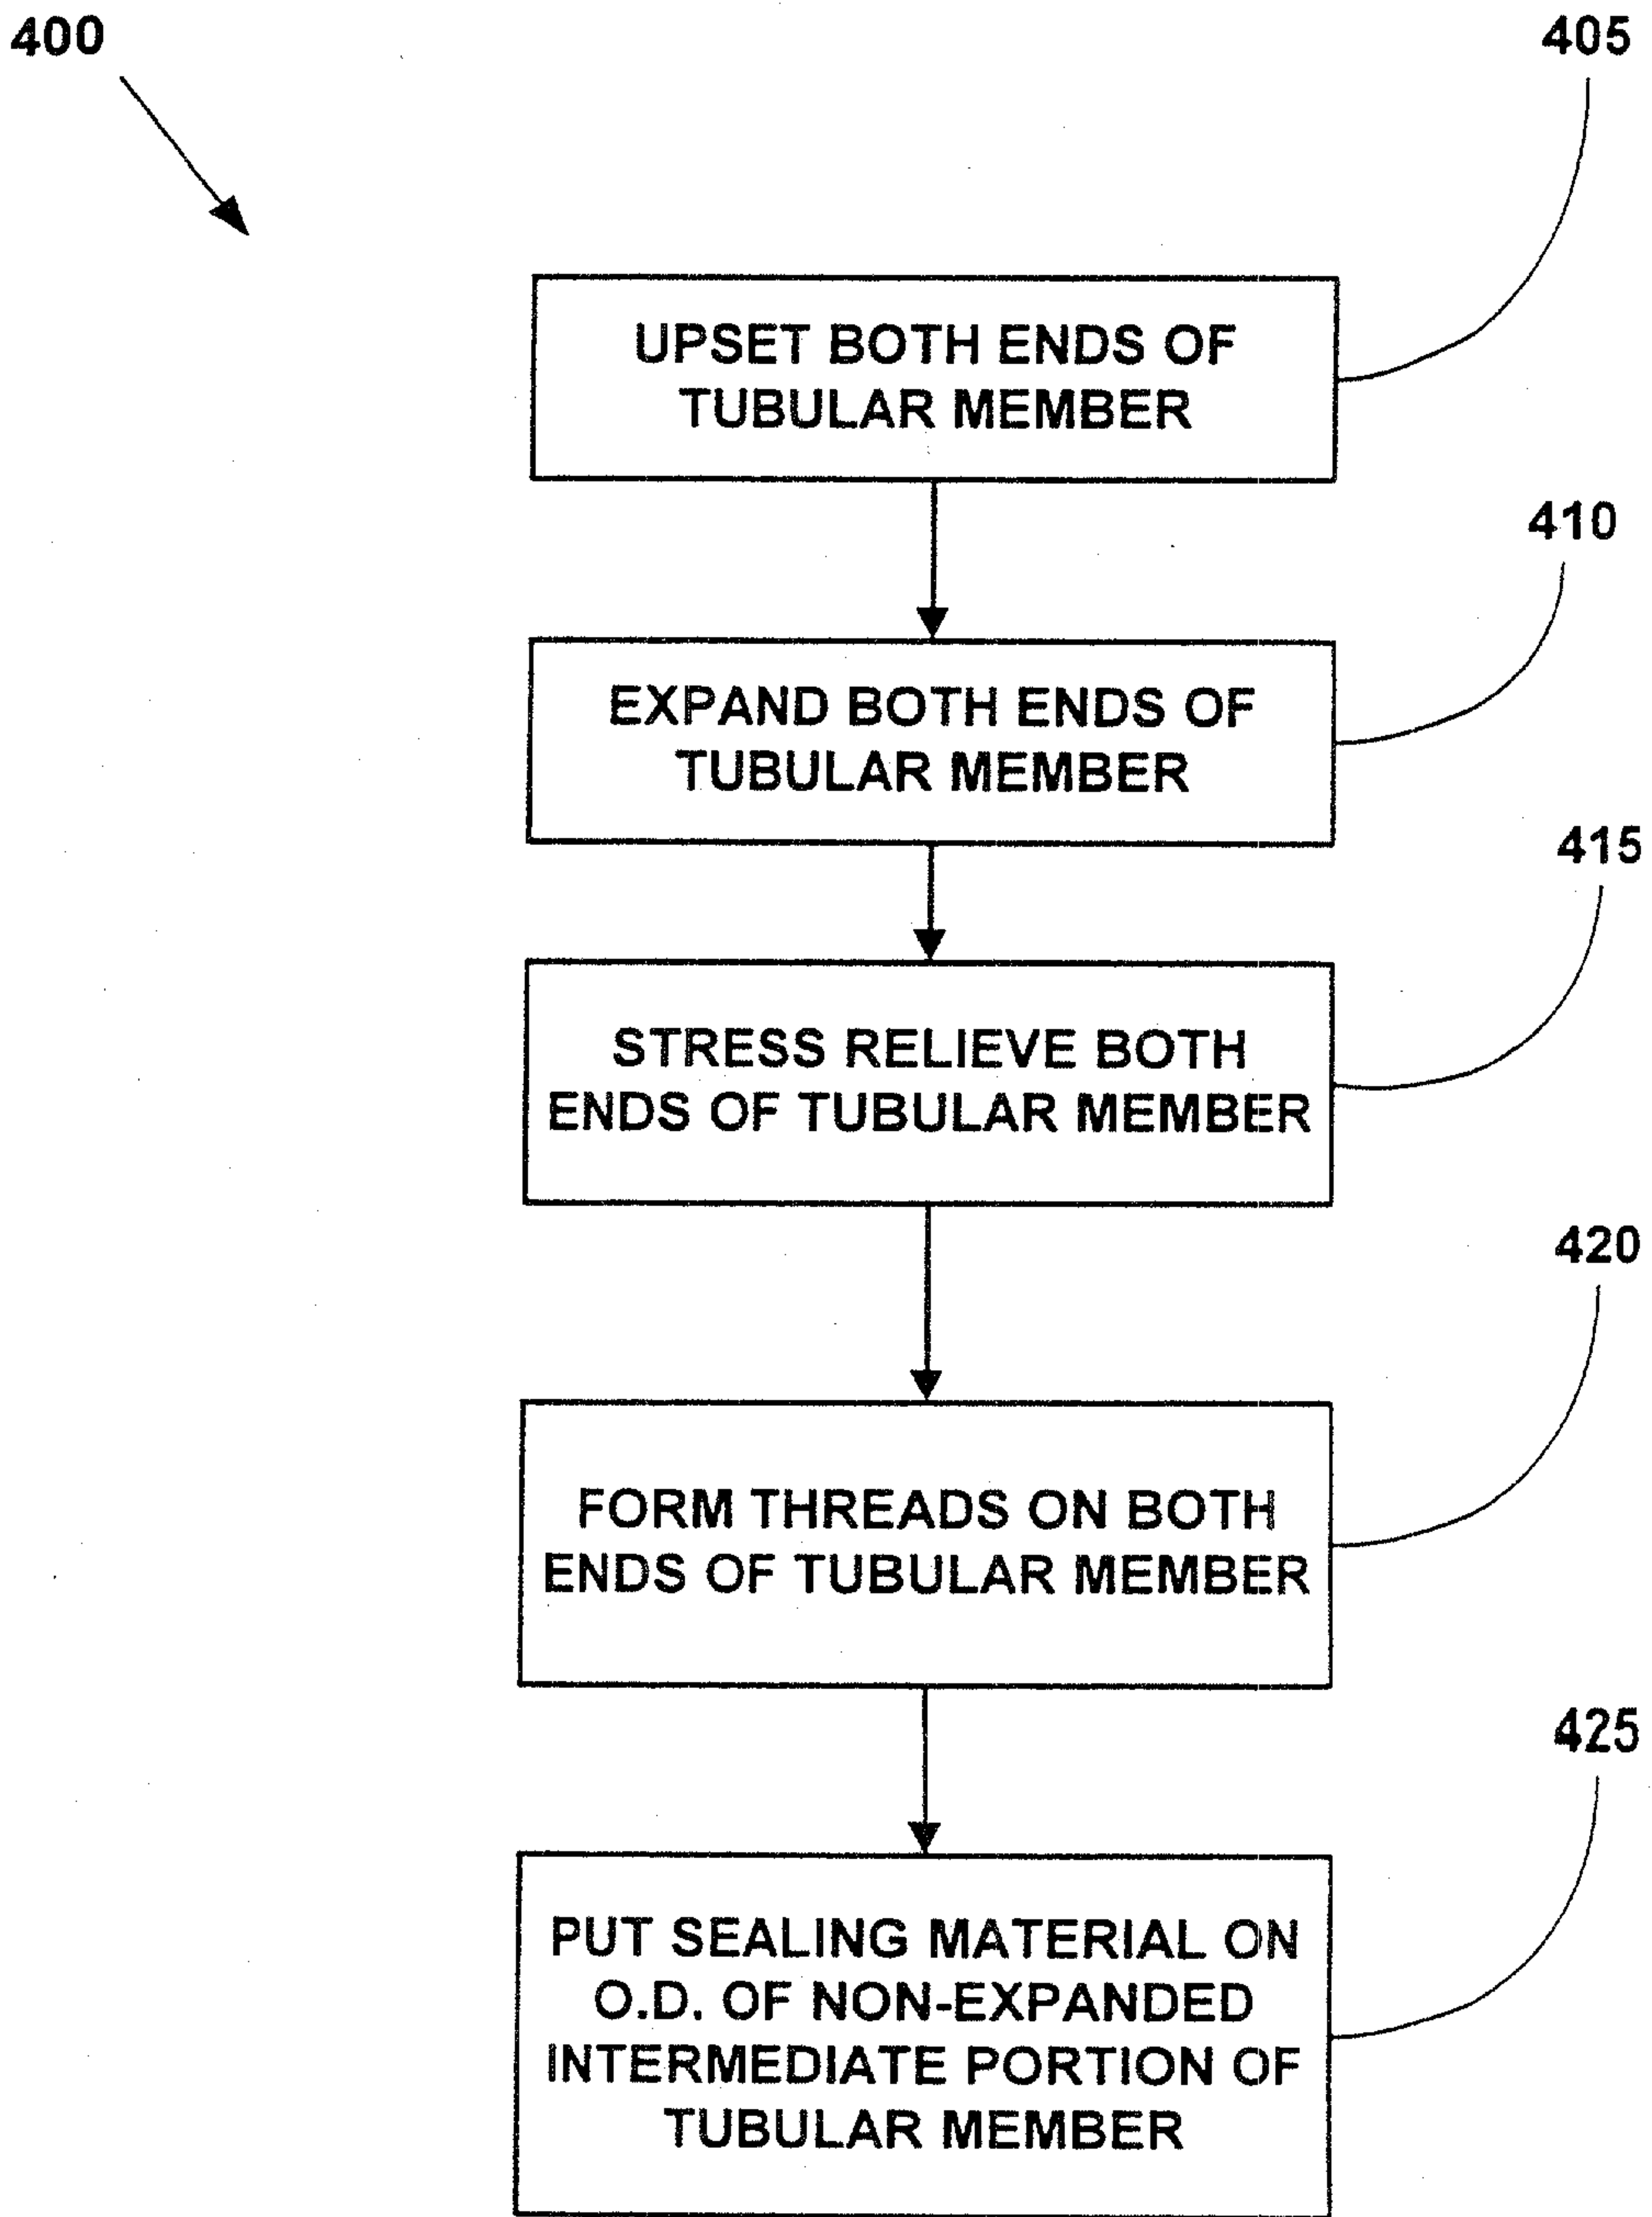 400
405
UPSET BOTH ENDS OF
TUBULAR MEMBER
410
EXPAND BOTH ENDS OF
TUBULAR MEMBER
415
STRESS RELIEVE BOTH
ENDS OF TUBULAR MEMBER
420
FORM THREADS ON BOTH
ENDS OF TUBULAR MEMBER
425
PUT SEALING MATERIAL ON
O.D. OF NON-EXPANDED
INTERMEDIATE PORTION OF
TUBULAR MEMBER